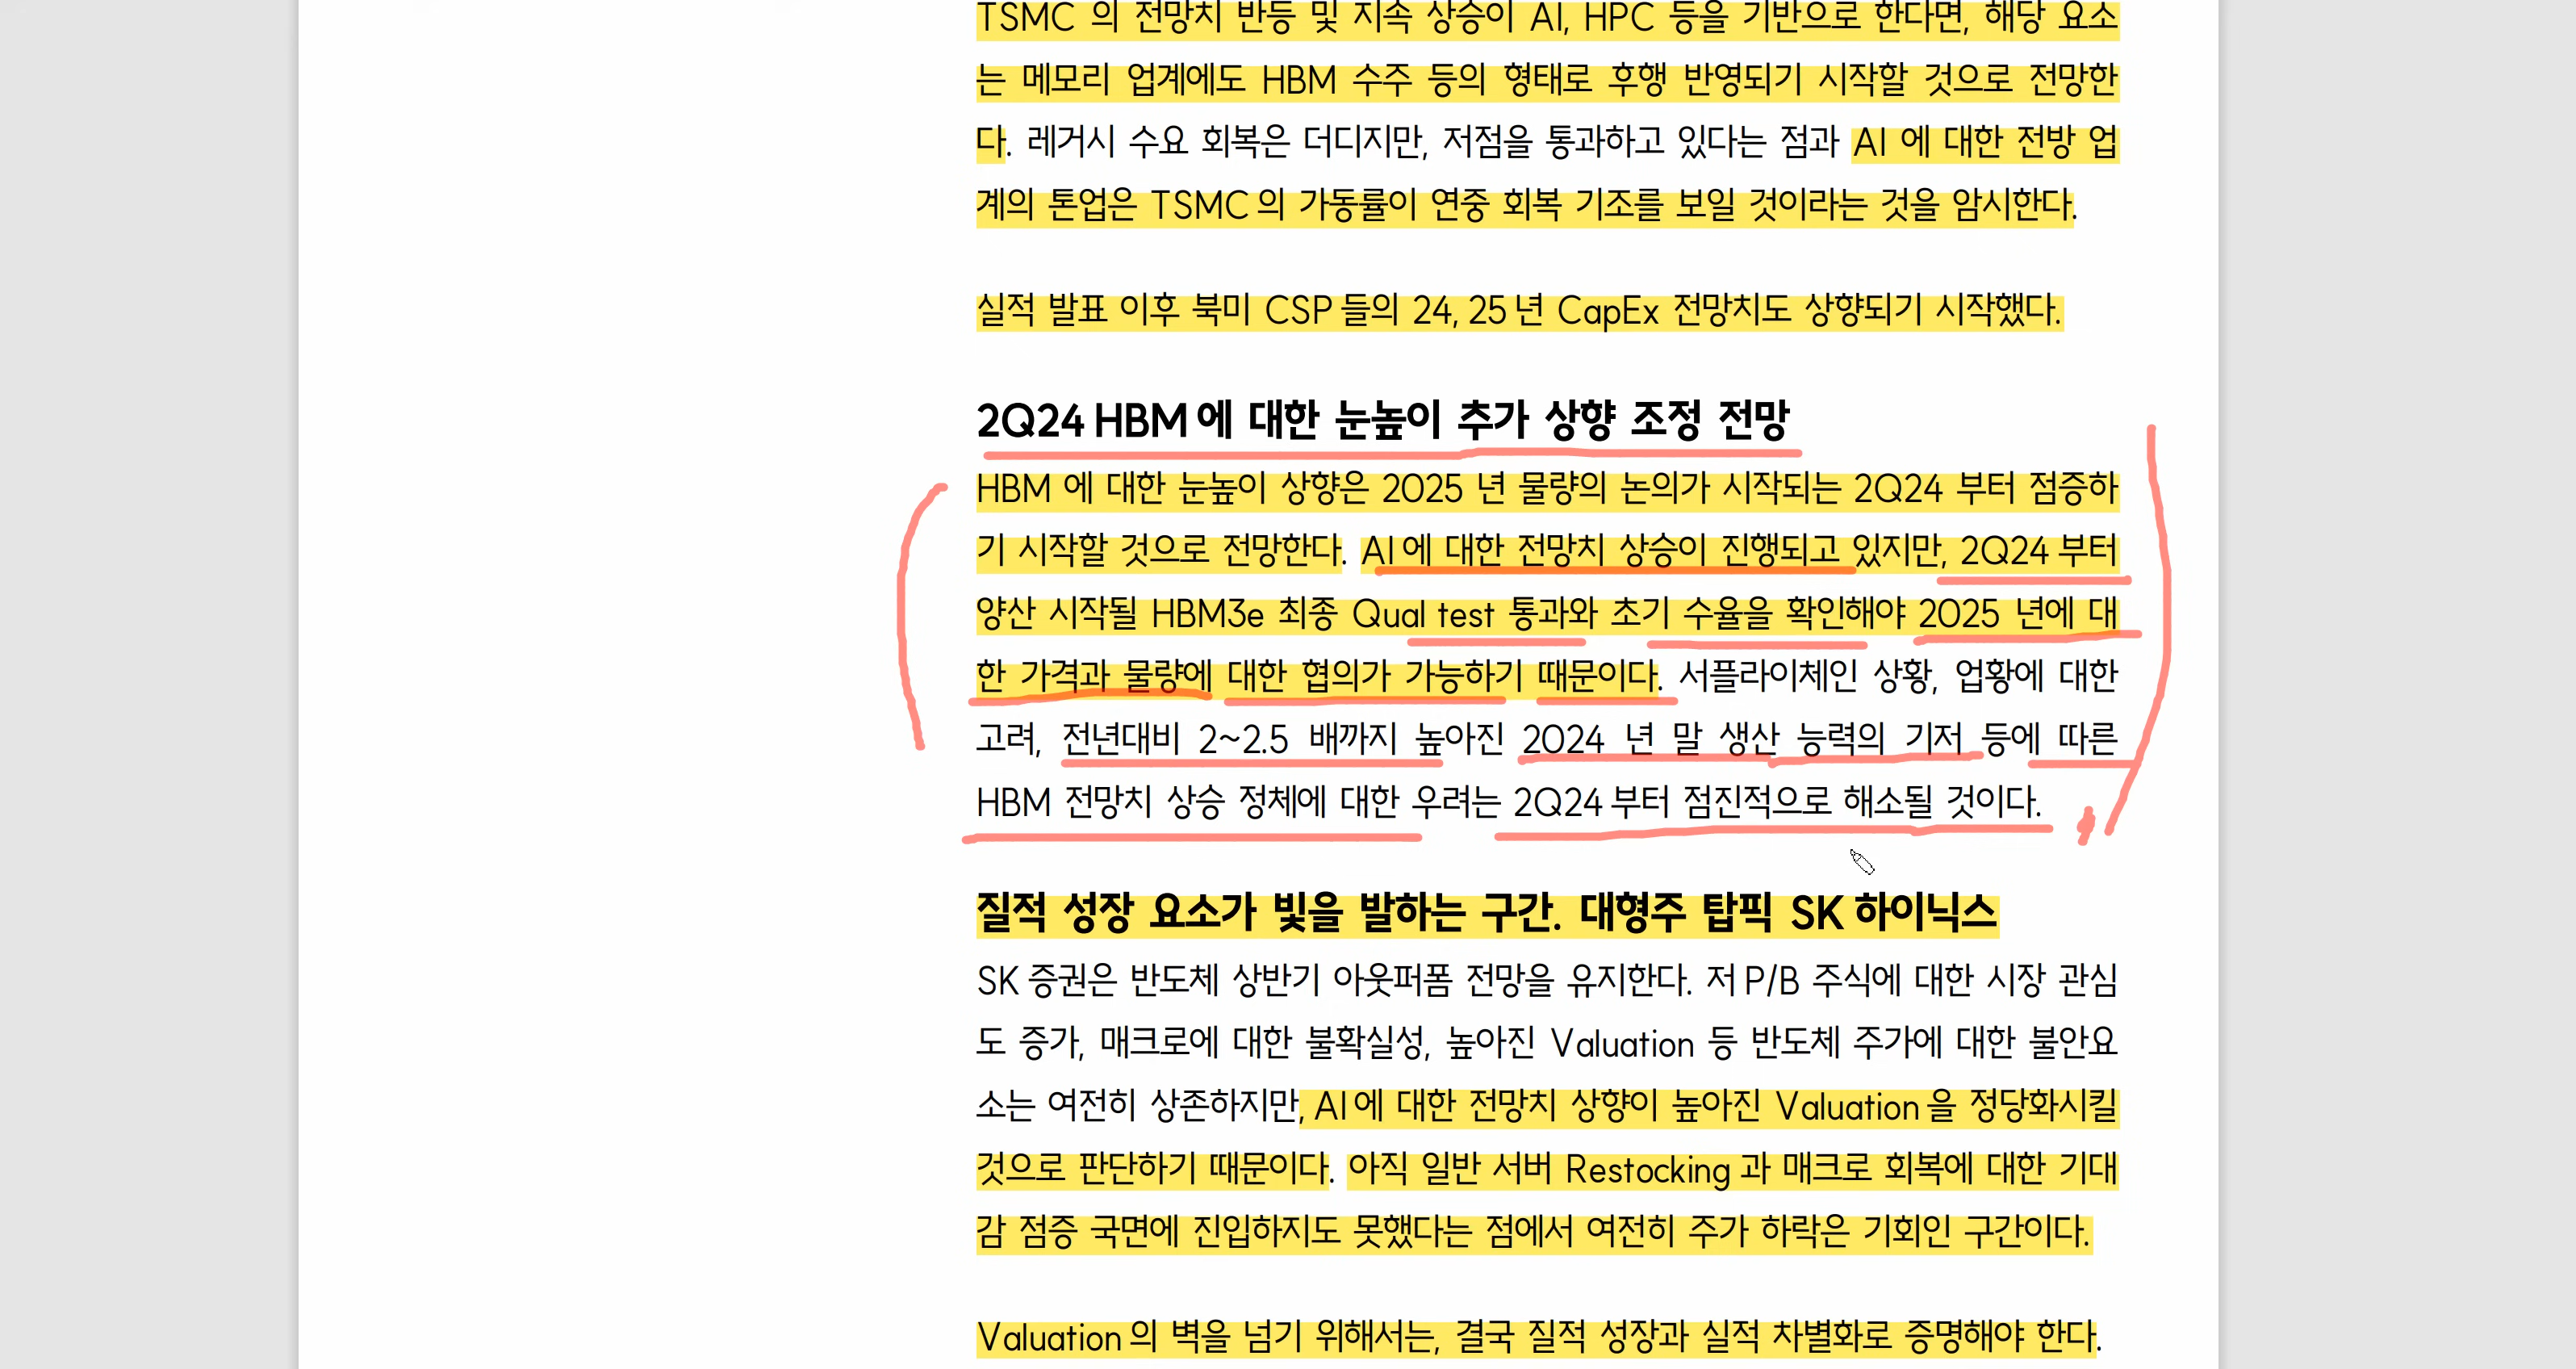 TSMC 의 전망치 반등 및 지속 상승이 AI, HPC 등을 기반으로 한다면, 해당 요소
는 메모리 업계에도 HBM 수주 등의 형태로 후행 반영되기 시작할 것으로 전망한
다. 레거시 수요 회복은 더디지만, 저점을 통과하고 있다는 점과 AI 에 대한 전방 업
계의 톤업은 TSMC 의 가동률이 연중 회복 기조를 보일 것이라는 것을 암시한다.
실적 발표 이후 북미 CSP 들의 24, 25 년 CapEx 전망치도 상향되기 시작했다.
2Q24 HBM 에 대한 눈높이 추가 상향 조정 전망
HBM 에 대한 눈높이 상향은 2025 년 물량의 논의가 시작되는 2Q24 부터 점증하
기 시작할 것으로 전망한다. AI 에 대한 전망치 상승이 진행되고 있지만, 2Q24 부터
양산 시작될 HBM3e 최종 Qual test 통과와 초기 수율을 확인해야 2025 년에 대
한 가격과 물량에 대한 협의가 가능하기 때문이다. 서플라이체인 상황, 업황에 대한
고려, 전년대비 2~2.5 배까지 높아진 2024 년 말 생산 능력의 기저 등에 따른
HBM 전망치 상승 정체에 대한 우려는 2Q24 부터 점진적으로 해소될 것이다.
질적 성장 요소가 빛을 발하는 구간. 대형주 탑픽 SK 하이닉스
SK 증권은 반도체 상반기 아웃퍼폼 전망을 유지한다. 저 P/B 주식에 대한 시장 관심
도 증가, 매크로에 대한 불확실성, 높아진 Valuation 등 반도체 주가에 대한 불안요
소는 여전히 상존하지만, AI 에 대한 전망치 상향이 높아진 Valuation 을 정당화시킬
것으로 판단하기 때문이다. 아직 일반 서버 Restocking 과 매크로 회복에 대한 기대
감 점증 국면에 진입하지도 못했다는 점에서 여전히 주가 하락은 기회인 구간이다.
Valuation 의 벽을 넘기 위해서는, 결국 질적 성장과 실적 차별화로 증명해야 한다.